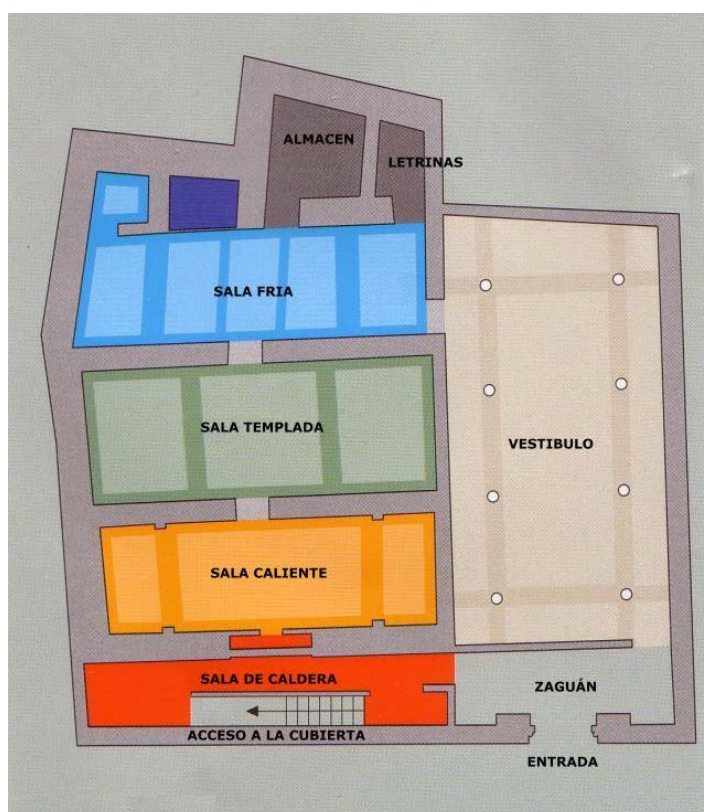 ALMACEN
LETRINAS
SALA FRIA
SALA TEMPLADA
VESTIBULO
SALA CALIENTE
SALA DE CALDERA
ZAGUÁN
ACCESO A LA CUBIERTA
ENTRADA